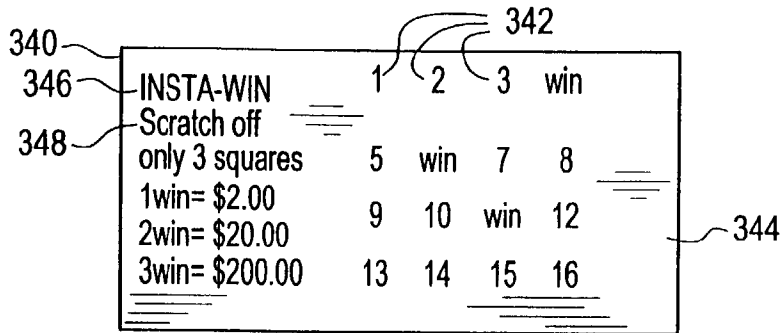 342
340
346 INSTA-WIN 1 2 3 win
348 Scratch off
only 3 squares 5 win 7 8
1win= $2.00
9 10 win 12
2win= $20.00
344
3win= $200.00 13 14 15 16